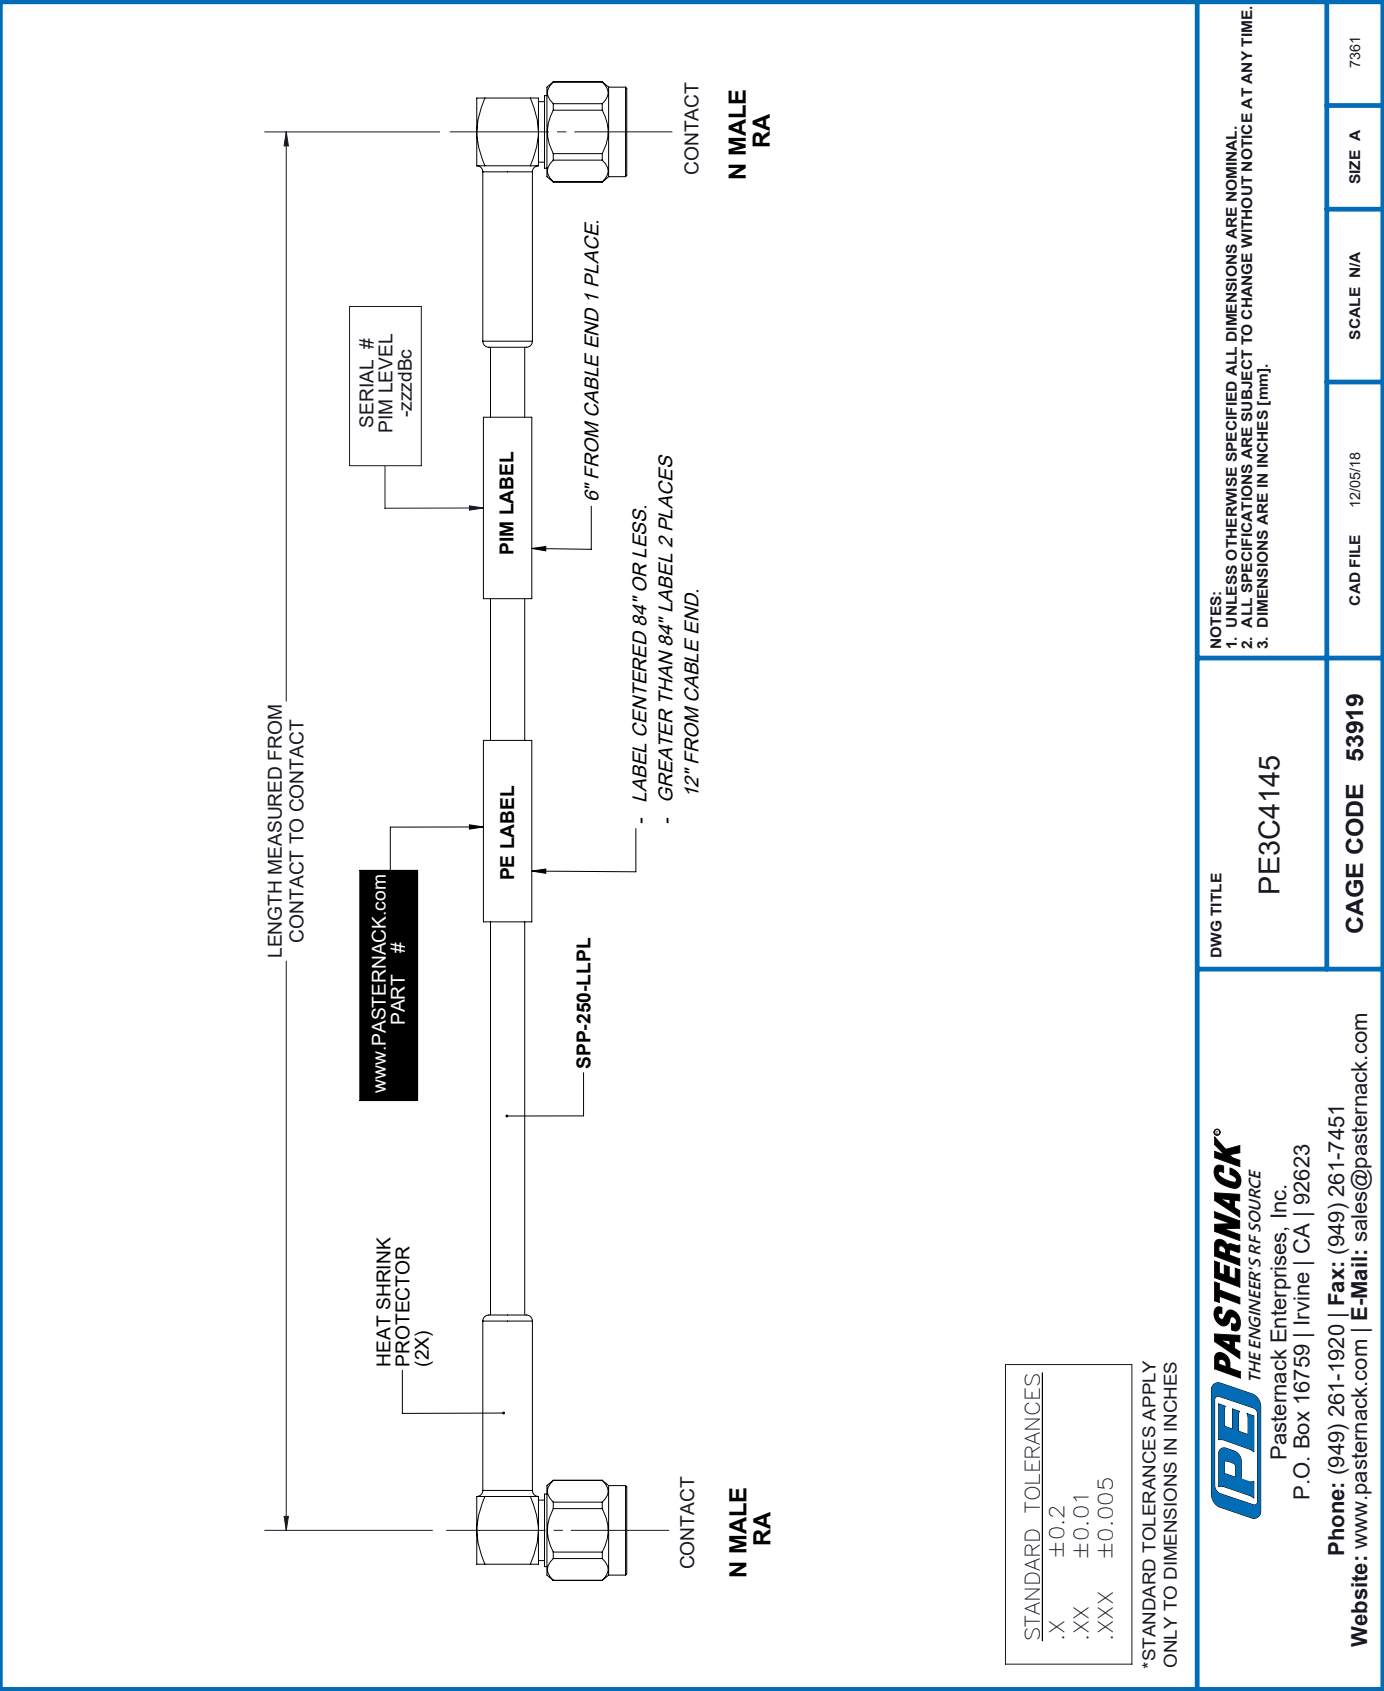 LENGTH MEASURED FROM
CONTACT TO CONTACT
HEAT SHRINK
PROTECTOR
(2X)
www.PASTERNACK.com
PART #
SERIAL #
PIM LEVEL
-zzzdBc
PE LABEL
PIM LABEL
SPP-250-LLPL
- LABEL CENTERED 84" OR LESS.
- GREATER THAN 84" LABEL 2 PLACES
12" FROM CABLE END.
6" FROM CABLE END 1 PLACE.
CONTACT
N MALE
RA
CONTACT
N MALE
RA
STANDARD TOLERANCES
.X ±0.2
.XX ±0.01
.XXX ±0.005
*STANDARD TOLERANCES APPLY
ONLY TO DIMENSIONS IN INCHES
PE PASTERNACK®
THE ENGINEER'S RF SOURCE
Pasternack Enterprises, Inc.
P.O. Box 16759 | Irvine | CA | 92623
Phone: (949) 261-1920 | Fax: (949) 261-7451
Website: www.pasternack.com | E-Mail: sales@pasternack.com
DWG TITLE
PE3C4145
CAGE CODE 53919
NOTES:
1. UNLESS OTHERWISE SPECIFIED ALL DIMENSIONS ARE NOMINAL.
2. ALL SPECIFICATIONS ARE SUBJECT TO CHANGE WITHOUT NOTICE AT ANY TIME.
3. DIMENSIONS ARE IN INCHES [mm].
CAD FILE 12/05/18
SCALE N/A
SIZE A
7361